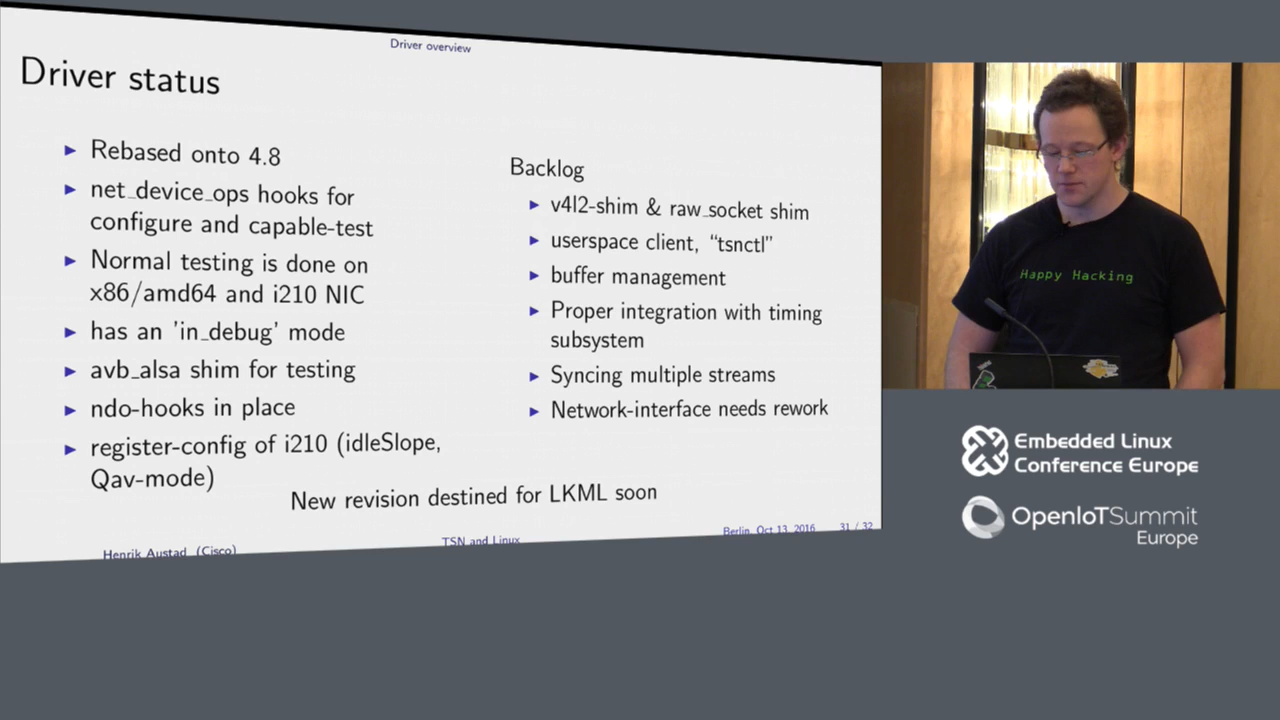 Driver overview
Driver status
Rebased onto 4.8
net_device_ops hooks for
configure and capable-test
Normal testing is done on
x86/amd64 and i210 NIC
has an 'in_debug' mode
avb_alsa shim for testing
ndo-hooks in place
register-config of i210 (idleSlope,
Qav-mode)
Backlog
v4l2-shim & raw_socket shim
userspace client, “tsnctl”
buffer management
Proper integration with timing
subsystem
Syncing multiple streams
Network-interface needs rework
New revision destined for LKML soon
Henrik Austad (Cisco)
TSN and Linux
Berlin, Oct 13, 2016
31 / 32
Happy Hacking
Embedded Linux
Conference Europe
OpenIoTSummit
Europe